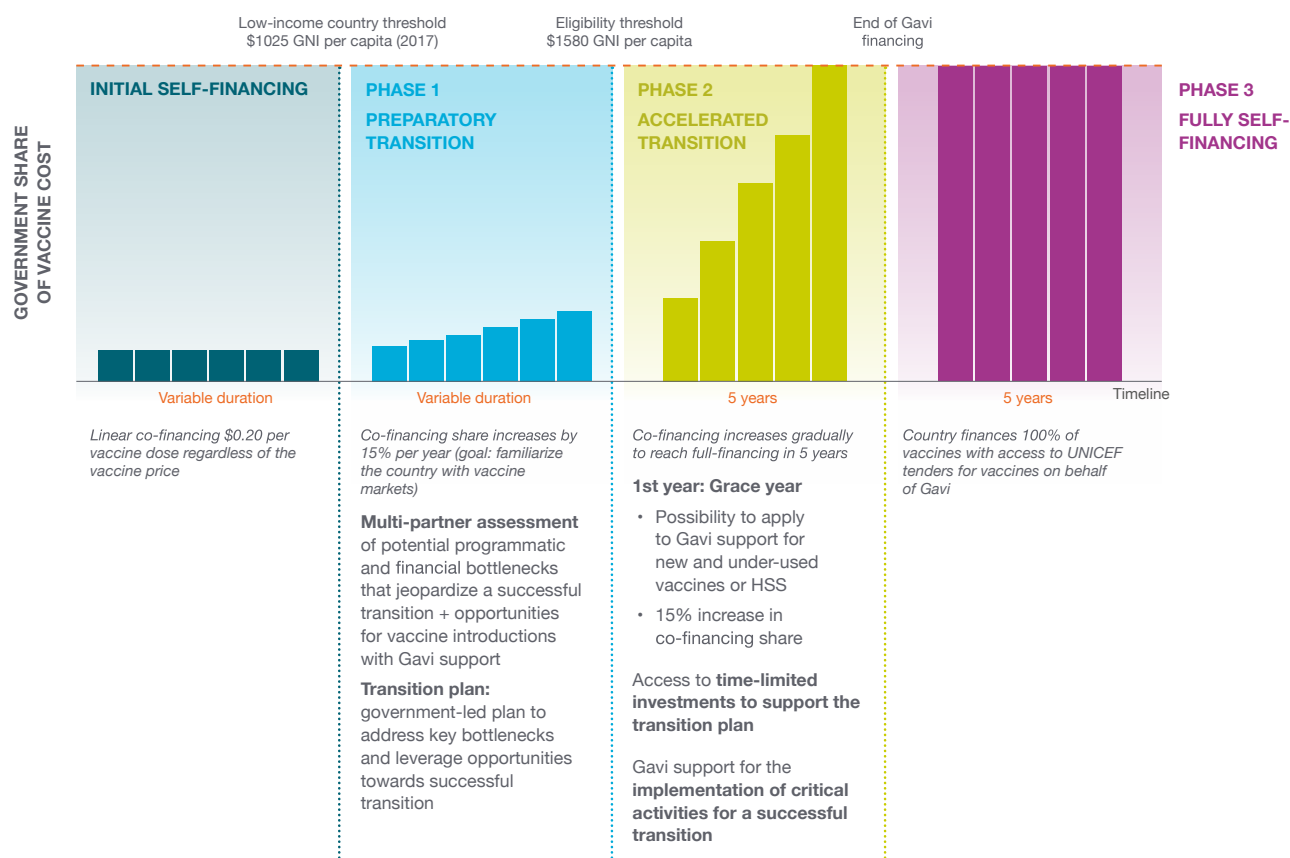 Low-income country threshold
$1025 GNI per capita (2017)
Eligibility threshold
$1580 GNI per capita
End of Gavi
financing
GOVERNMENT SHARE
OF VACCINE COST
INITIAL SELF-FINANCING
PHASE 1
PREPARATORY
TRANSITION
PHASE 2
ACCELERATED
TRANSITION
PHASE 3
FULLY SELF-
FINANCING
Variable duration
Variable duration
5 years
5 years
Timeline
Linear co-financing $0.20 per
vaccine dose regardless of the
vaccine price
Co-financing share increases by
15% per year (goal: familiarize
the country with vaccine
markets)
Multi-partner assessment
of potential programmatic
and financial bottlenecks
that jeopardize a successful
transition + opportunities
for vaccine introductions
with Gavi support
Transition plan:
government-led plan to
address key bottlenecks
and leverage opportunities
towards successful
transition
Co-financing increases gradually
to reach full-financing in 5 years
1st year: Grace year
• Possibility to apply
to Gavi support for
new and under-used
vaccines or HSS
• 15% increase in
co-financing share
Access to time-limited
investments to support the
transition plan
Gavi support for the
implementation of critical
activities for a successful
transition
Country finances 100% of
vaccines with access to UNICEF
tenders for vaccines on behalf
of Gavi